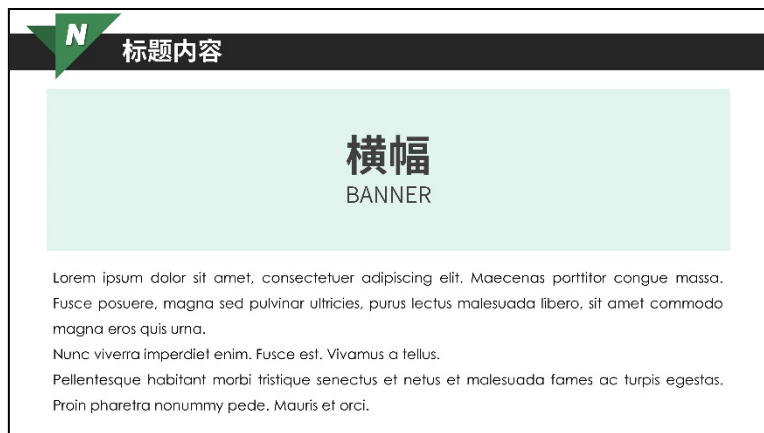 N
标题内容
横幅
BANNER
Lorem ipsum dolor sit amet, consectetuer adipiscing elit. Maecenas porttitor congue massa.
Fusce posuere, magna sed pulvinar ultricies, purus lectus malesuada libero, sit amet commodo
magna eros quis urna.
Nunc viverra imperdiet enim. Fusce est. Vivamus a tellus.
Pellentesque habitant morbi tristique senectus et netus et malesuada fames ac turpis egestas.
Proin pharetra nonummy pede. Mauris et orci.